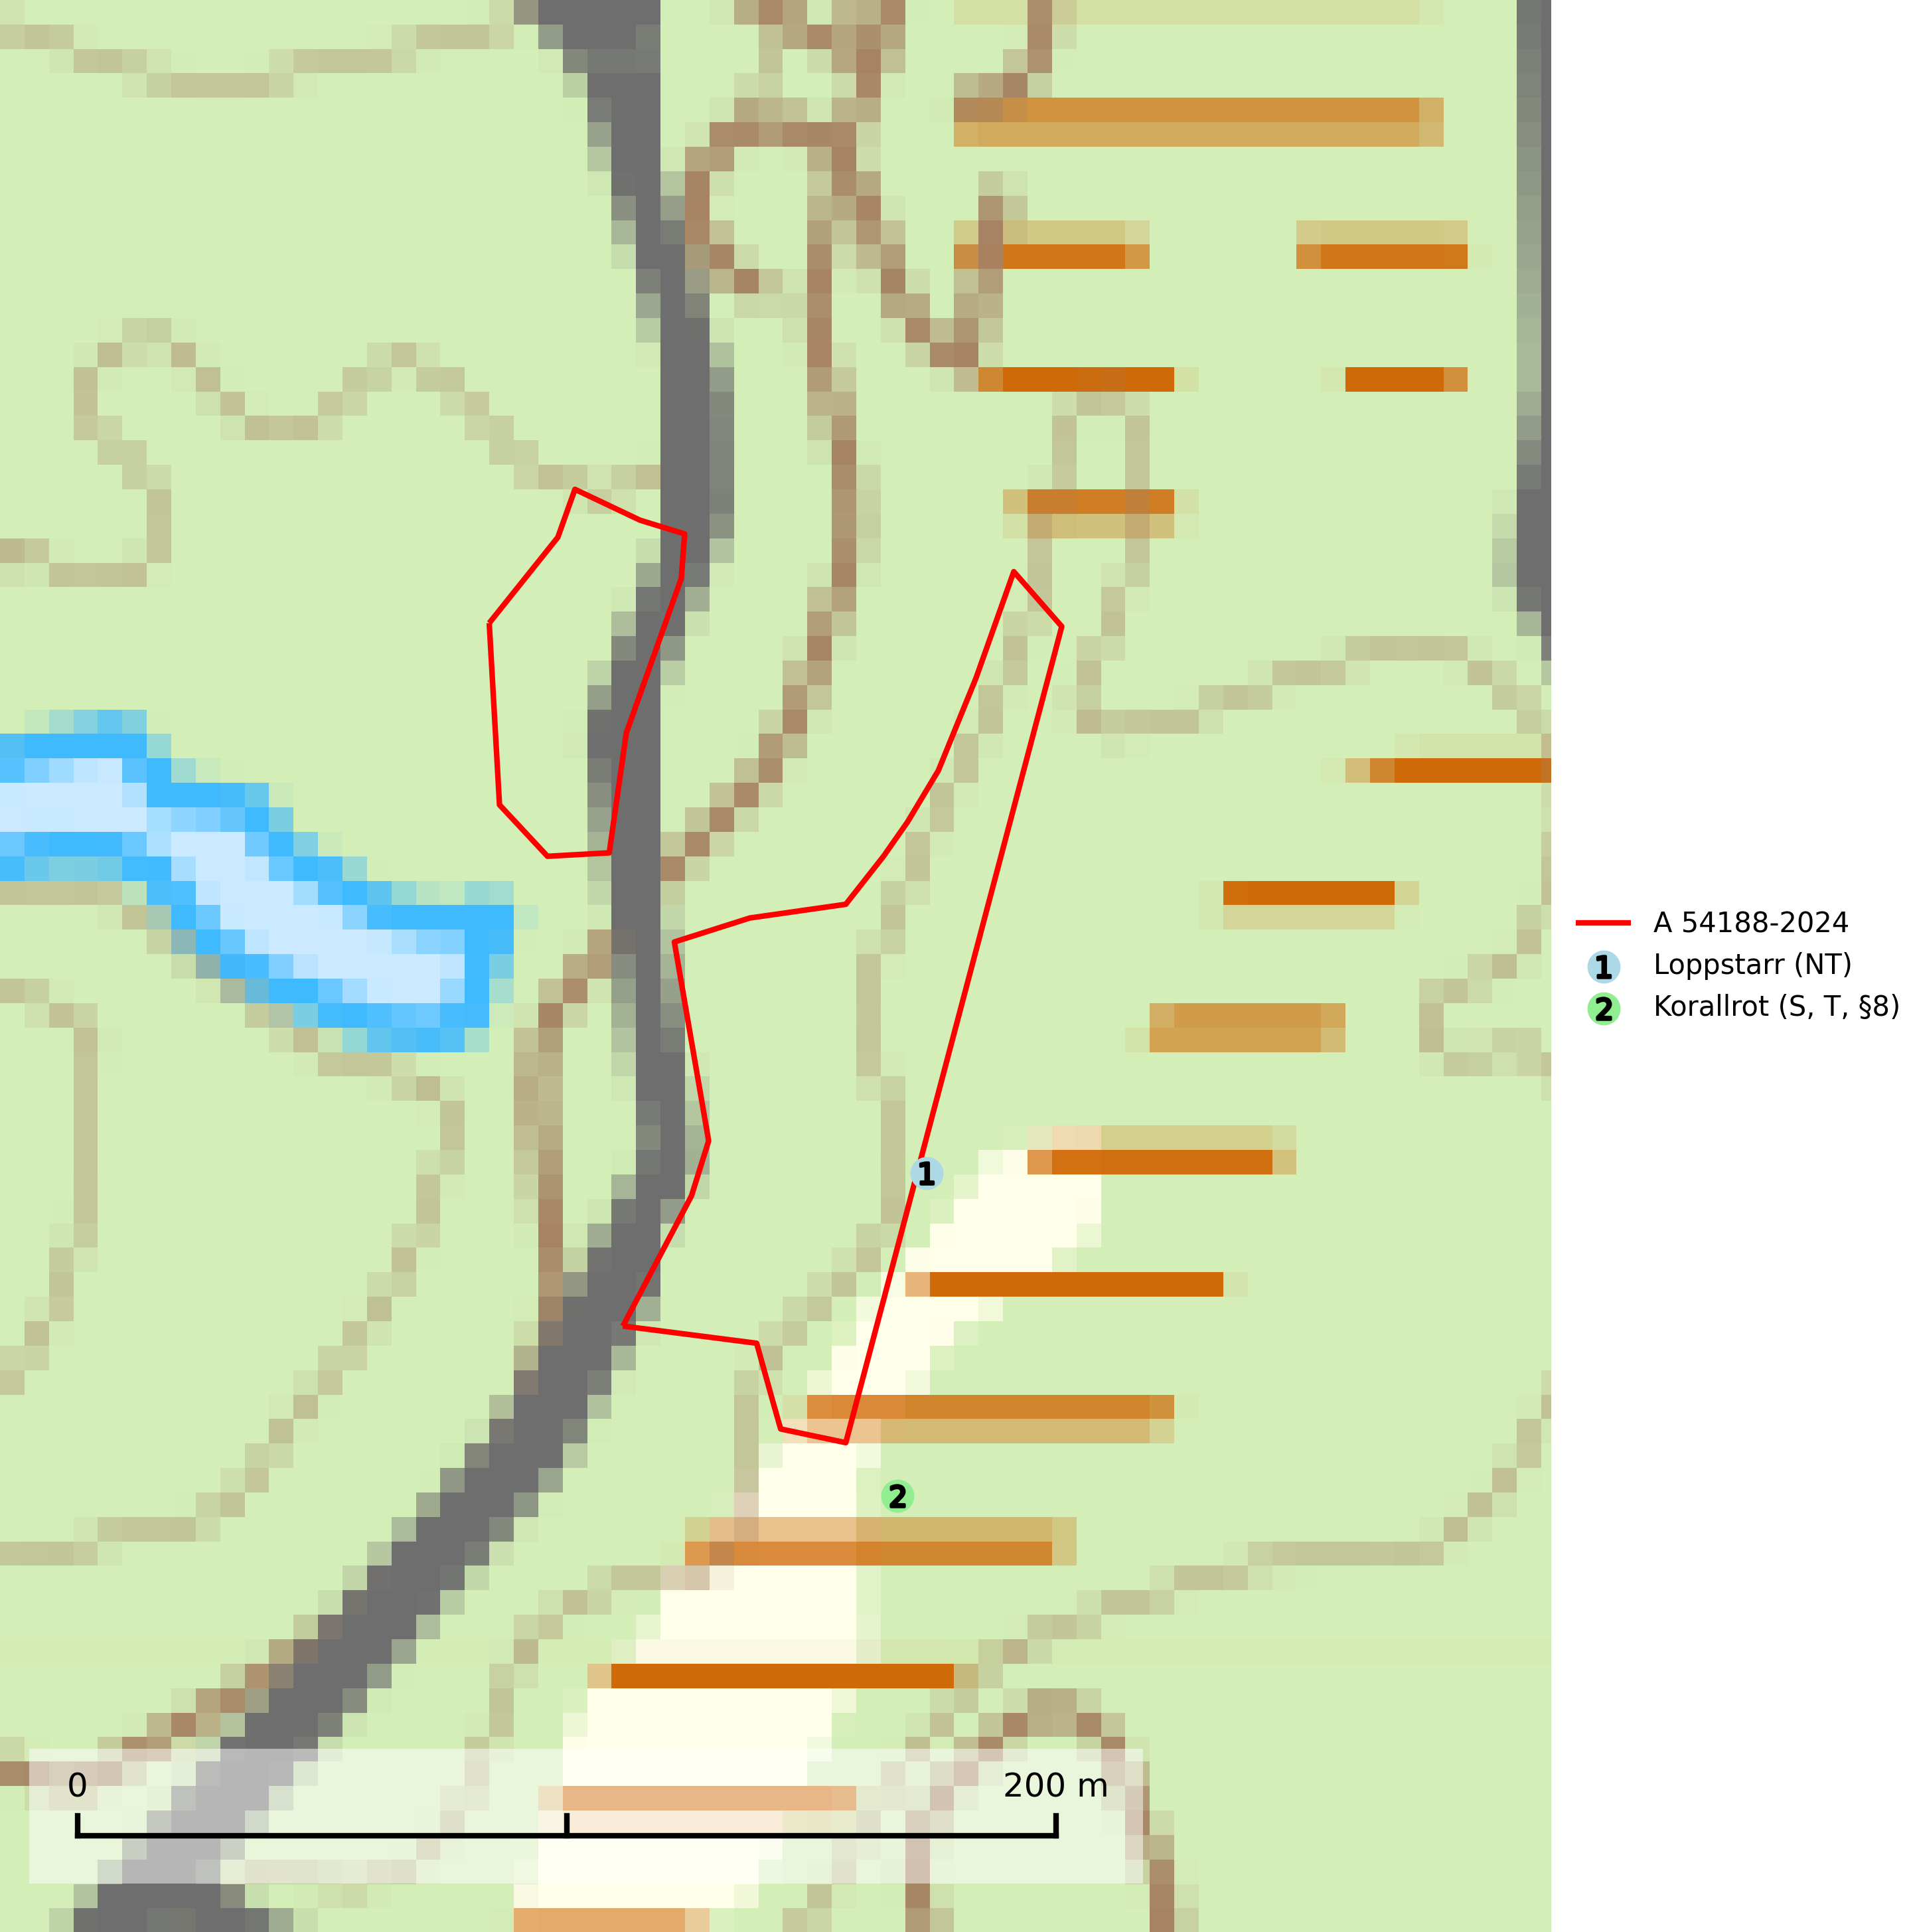 A 54188-2024
1 Loppstarr (NT)
2 Korallrot (S, T, §8)
1
2
0 200 m